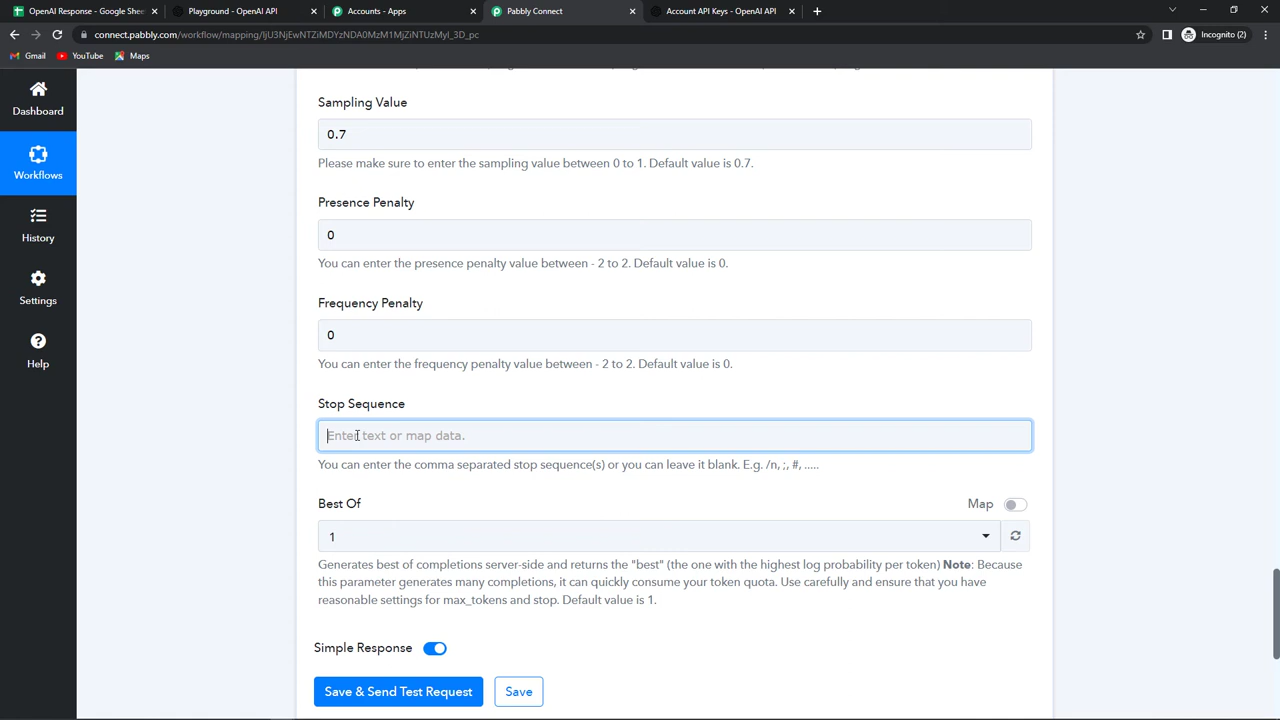 OpenAI Response - Google Shee
Playground - OpenAI API
Accounts - Apps
Pabbly Connect
Account API Keys - OpenAI API
connect.pabbly.com/workflow/mapping/IjU3NjEwNTZiMDYzNDA0MzM1MjZiNTUzMyI_3D_pc
Incognito (2)
Gmail
YouTube
Maps
Dashboard
Workflows
History
Settings
Help
Sampling Value
0.7
Please make sure to enter the sampling value between 0 to 1. Default value is 0.7.
Presence Penalty
0
You can enter the presence penalty value between - 2 to 2. Default value is 0.
Frequency Penalty
0
You can enter the frequency penalty value between - 2 to 2. Default value is 0.
Stop Sequence
Enter text or map data.
You can enter the comma separated stop sequence(s) or you can leave it blank. E.g. /n, ;, #, .....
Best Of
Map
1
Generates best of completions server-side and returns the "best" (the one with the highest log probability per token) Note: Because
this parameter generates many completions, it can quickly consume your token quota. Use carefully and ensure that you have
reasonable settings for max_tokens and stop. Default value is 1.
Simple Response
Save & Send Test Request
Save